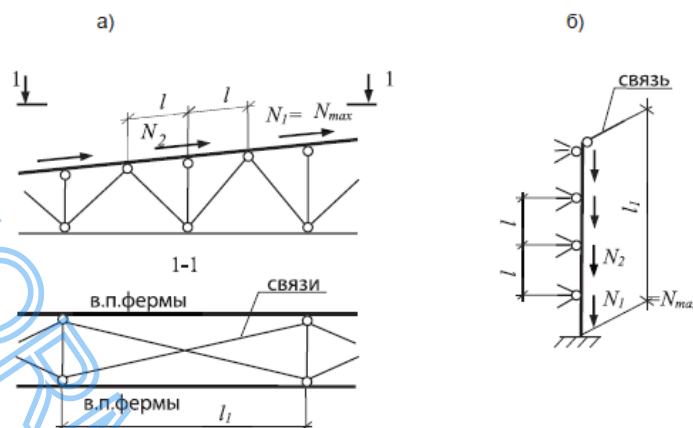 а)
б)
1
1
l
l
N₂
N₁= Nmax
1-1
в.п.фермы
связи
в.п.фермы
l₁
связь
l
l
l₁
N₂
N₁
=Nma